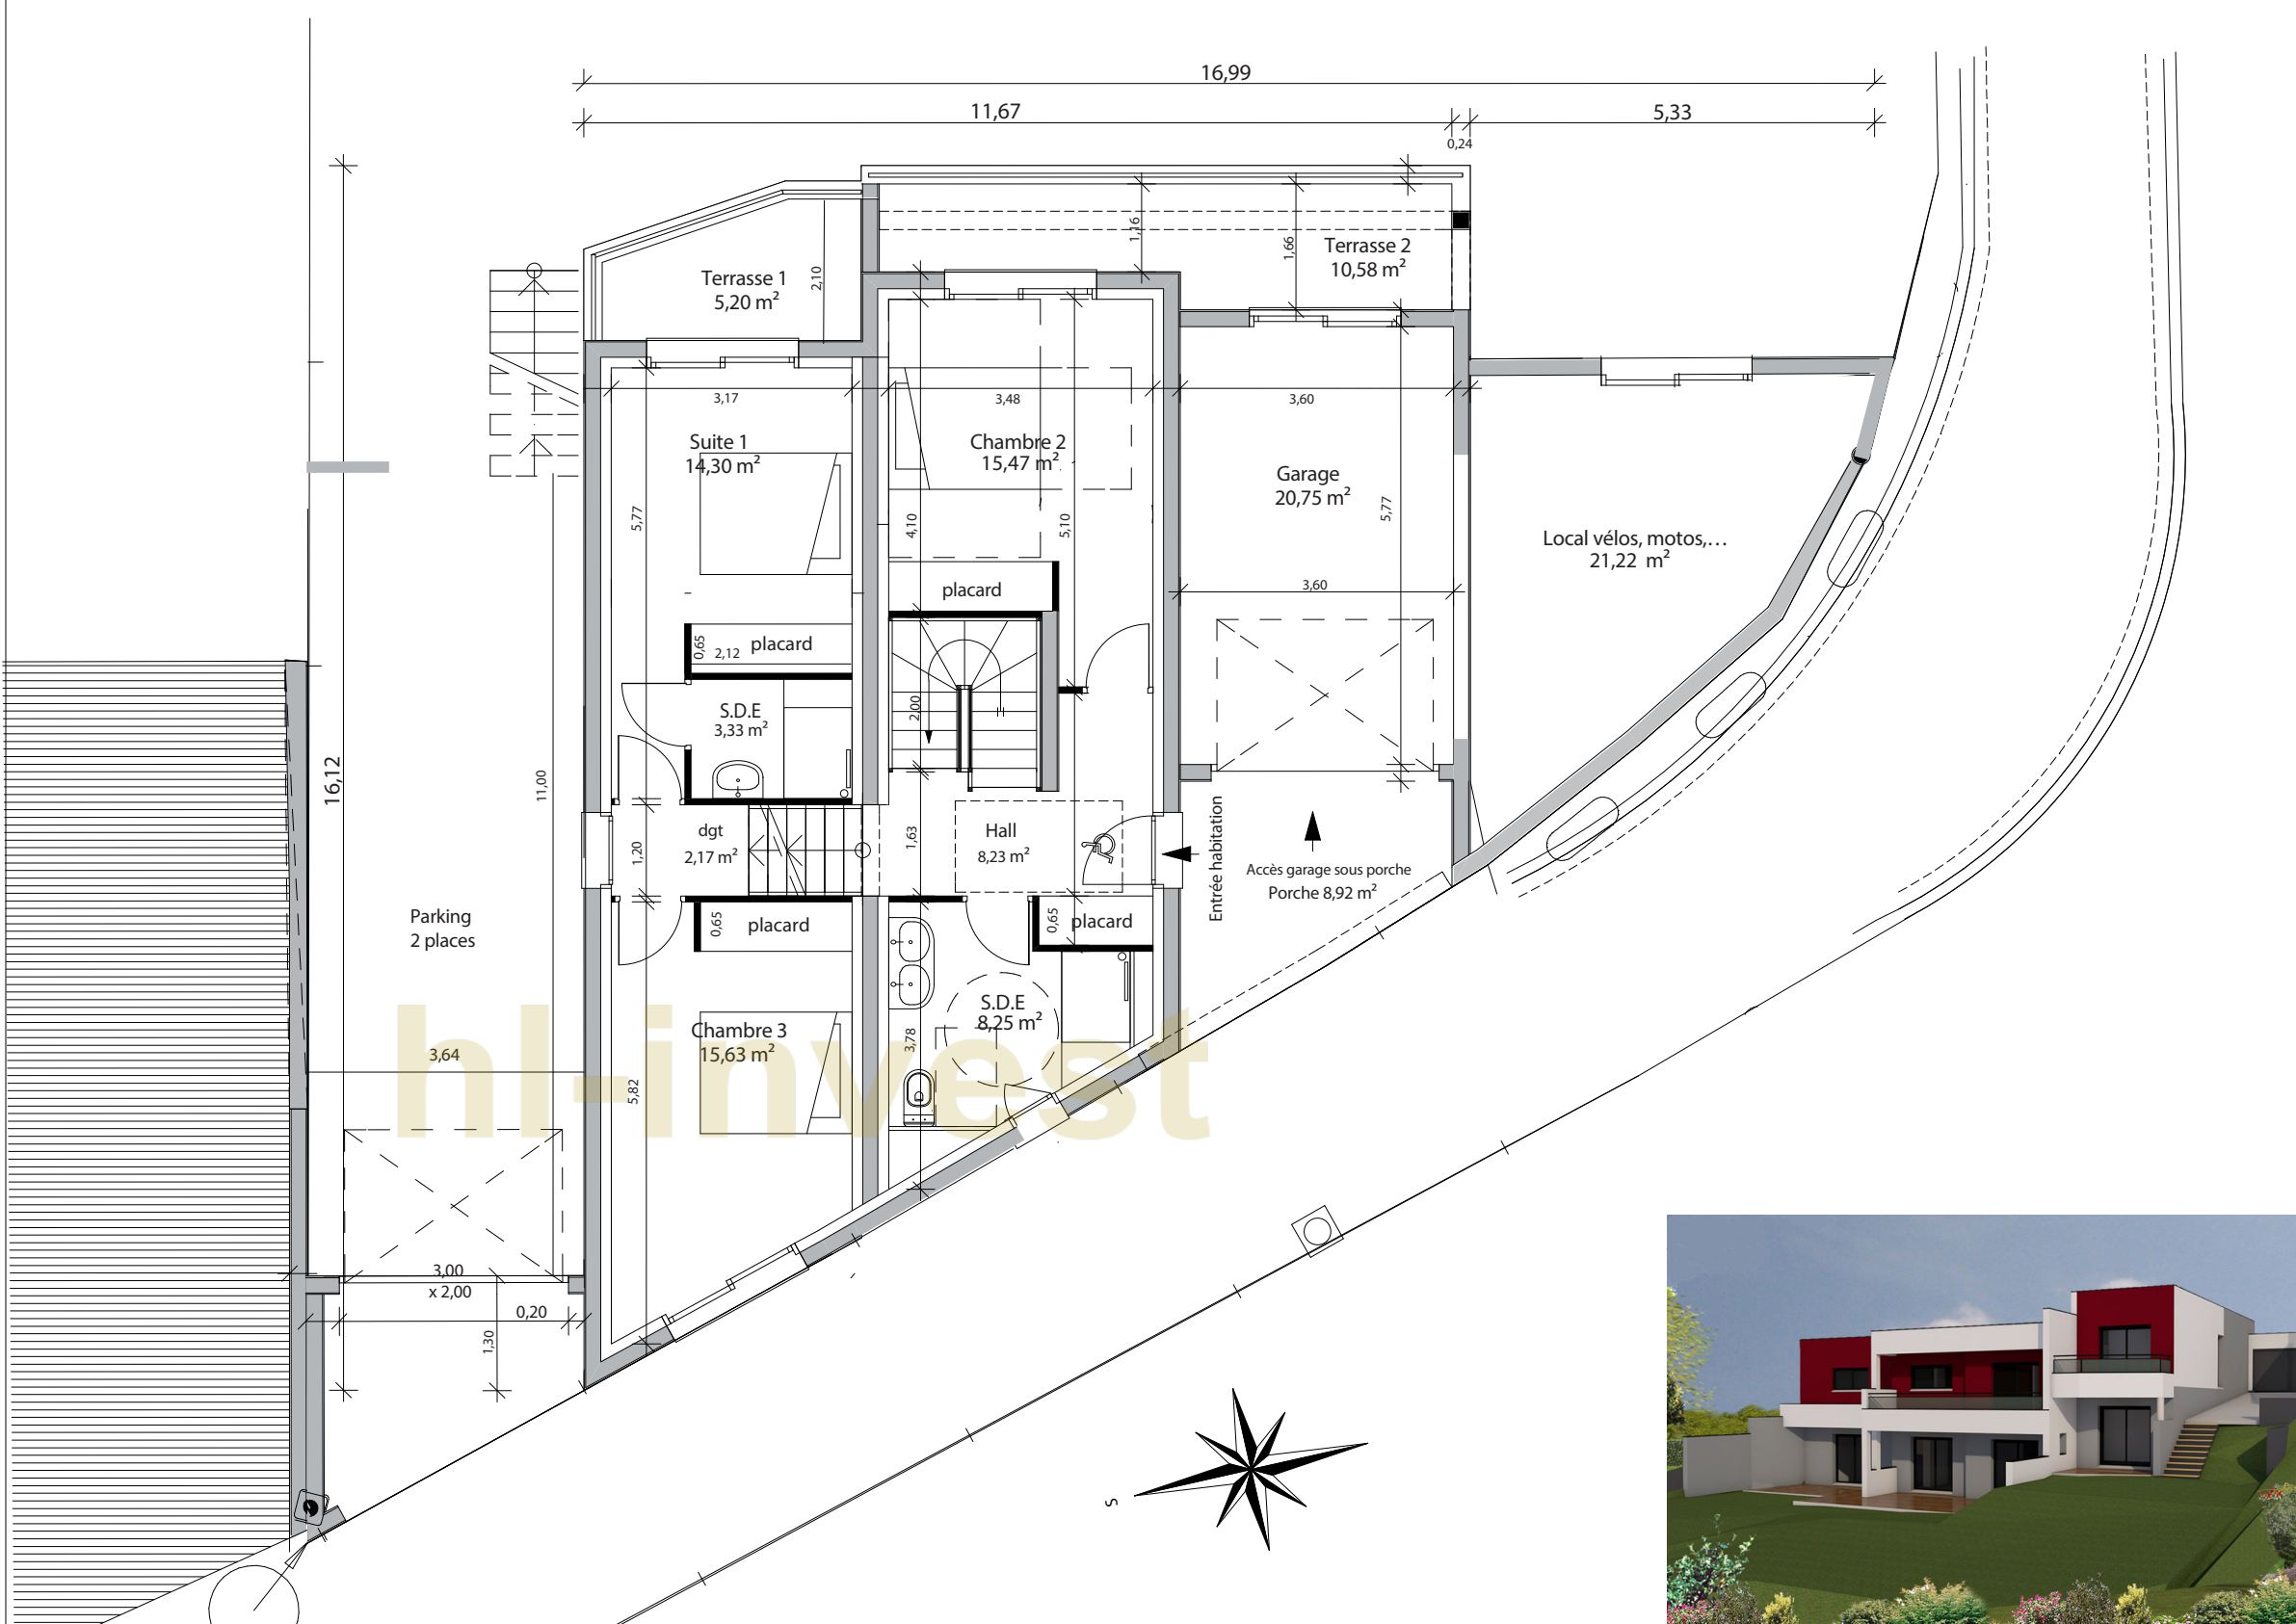 16,99
11,67
5,33
0,24
1,16
1,66
Terrasse 2
10,58 m²
Terrasse 1
5,20 m²
2,10
3,17
3,48
3,60
Suite 1
14,30 m²
Chambre 2
15,47 m²
Garage
20,75 m²
5,77
4,10
5,10
5,77
Local vélos, motos,...
21,22 m²
placard
3,60
0,65
2,12
placard
S.D.E
3,33 m²
2,00
16,12
11,00
dgt
2,17 m²
1,20
1,63
Hall
8,23 m²
Entrée habitation
Accès garage sous porche
Porche 8,92 m²
Parking
2 places
0,65
placard
0,65
placard
S.D.E
8,25 m²
Chambre 3
15,63 m²
3,78
3,64
5,82
hl-invest
3,00
x 2,00
0,20
1,30
S